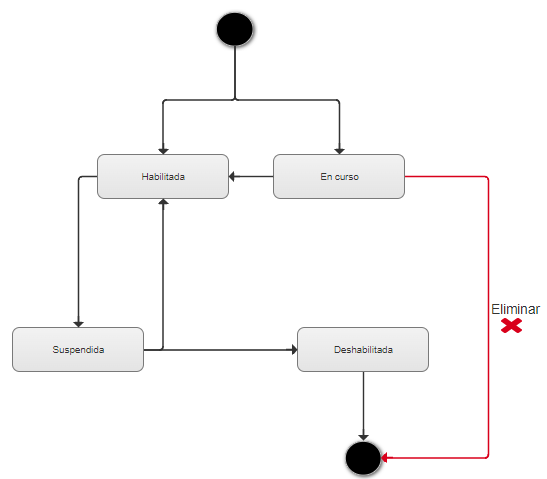 Habilitada
En curso
Eliminar
Suspendida
Deshabilitada